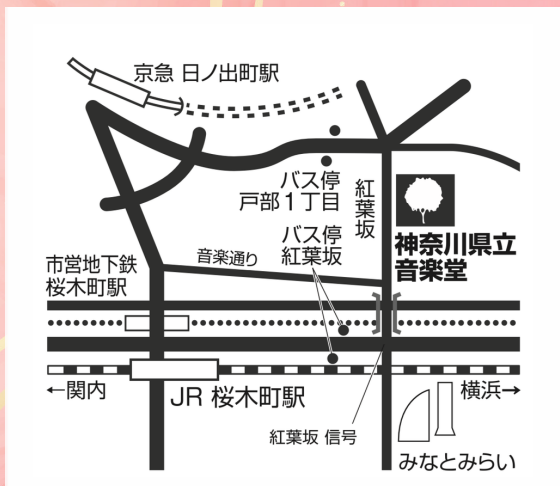 京急 日ノ出町駅
バス停
戸部1丁目
紅葉坂
バス停
紅葉坂
神奈川県立
音楽堂
音楽通り
市営地下鉄
桜木町駅
←関内
JR 桜木町駅
横浜→
紅葉坂 信号
みなとみらい